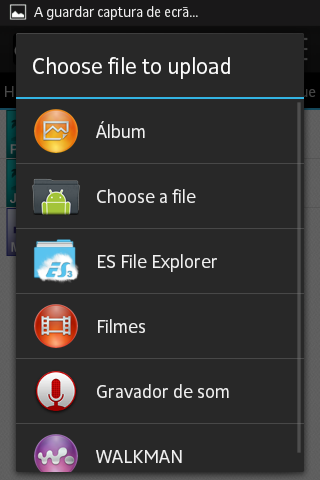 A guardar captura de ecrã...
Choose file to upload
Álbum
Choose a file
ES File Explorer
Filmes
Gravador de som
WALKMAN